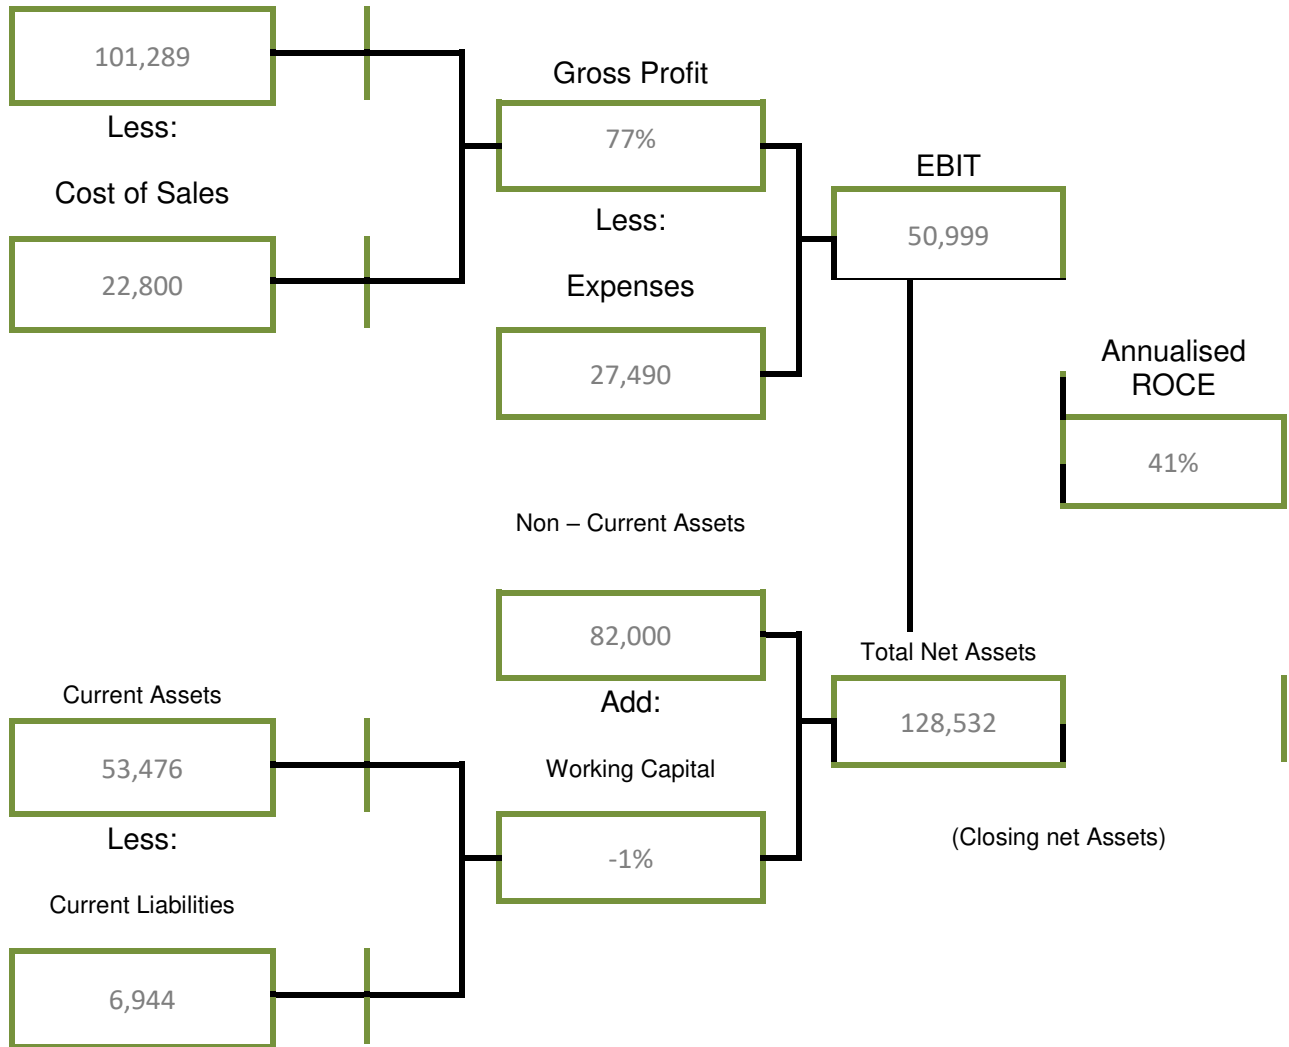 101,289
Less:
Cost of Sales
22,800
Gross Profit
77%
Less:
Expenses
27,490
EBIT
50,999
Annualised
ROCE
41%
Non – Current Assets
82,000
Add:
Working Capital
-1%
Total Net Assets
128,532
(Closing net Assets)
Current Assets
53,476
Less:
Current Liabilities
6,944